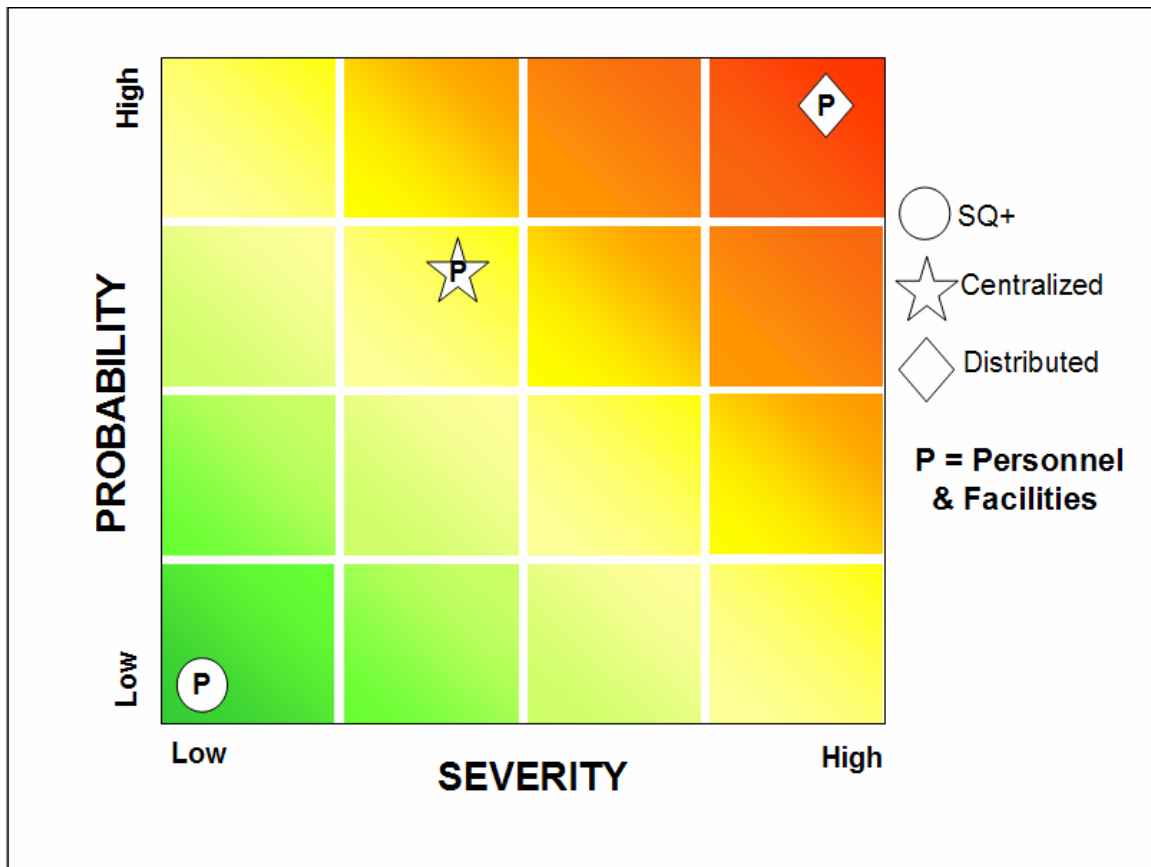 High
P
P
SQ+
Centralized
Distributed
P = Personnel
& Facilities
PROBABILITY
Low
P
Low
High
SEVERITY